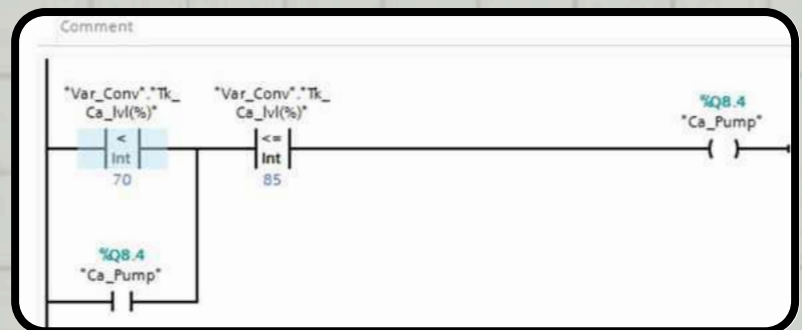 Comment
"Var_Conv"."Tk_
Ca_lvl(%)"
<
Int
70
"Var_Conv"."Tk_
Ca_lvl(%)"
<=
Int
85
%Q8.4
"Ca_Pump"
%Q8.4
"Ca_Pump"